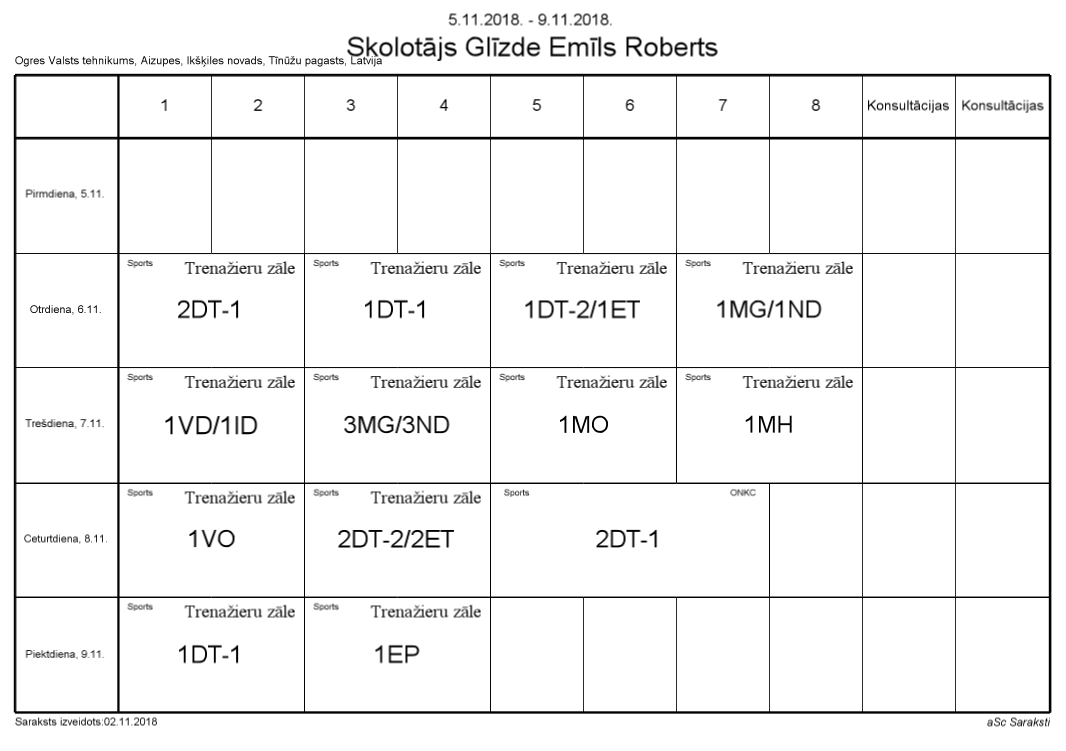 5.11.2018. - 9.11.2018.
Skolotājs Glīzde Emīls Roberts
Ogres Valsts tehnikums, Aizupes, Ikšķiles novads, Tīnūžu pagasts, Latvija
1 2 3 4 5 6 7 8 Konsultācijas Konsultācijas
Pirmdiena, 5.11.
Sports Trenažieru zāle Sports Trenažieru zāle Sports Trenažieru zāle Sports Trenažieru zāle
Otrdiena, 6.11. 2DT-1 1DT-1 1DT-2/1ET 1MG/1ND
Sports Trenažieru zāle Sports Trenažieru zāle Sports Trenažieru zāle Sports Trenažieru zāle
Trešdiena, 7.11. 1VD/1ID 3MG/3ND 1MO 1MH
Sports Trenažieru zāle Sports Trenažieru zāle Sports ONKC
Ceturtdiena, 8.11. 1VO 2DT-2/2ET 2DT-1
Sports Trenažieru zāle Sports Trenažieru zāle
Piektdiena, 9.11. 1DT-1 1EP
Saraksts izveidots:02.11.2018 aSc Saraksti